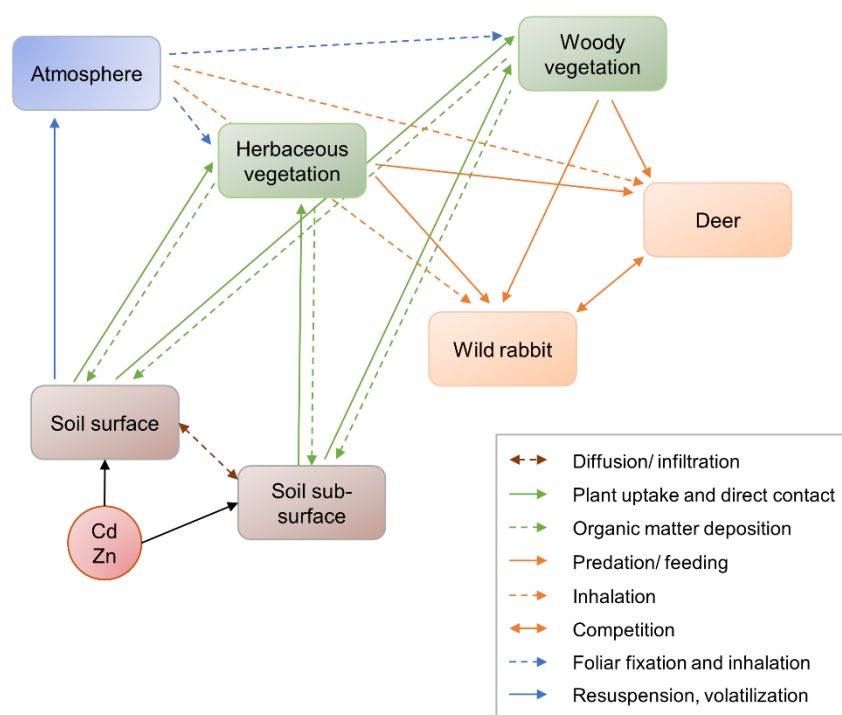 Woody
vegetation
Atmosphere
Herbaceous
vegetation
Deer
Wild rabbit
Soil surface
Soil sub-
surface
Cd
Zn
Diffusion/ infiltration
Plant uptake and direct contact
Organic matter deposition
Predation/ feeding
Inhalation
Competition
Foliar fixation and inhalation
Resuspension, volatilization